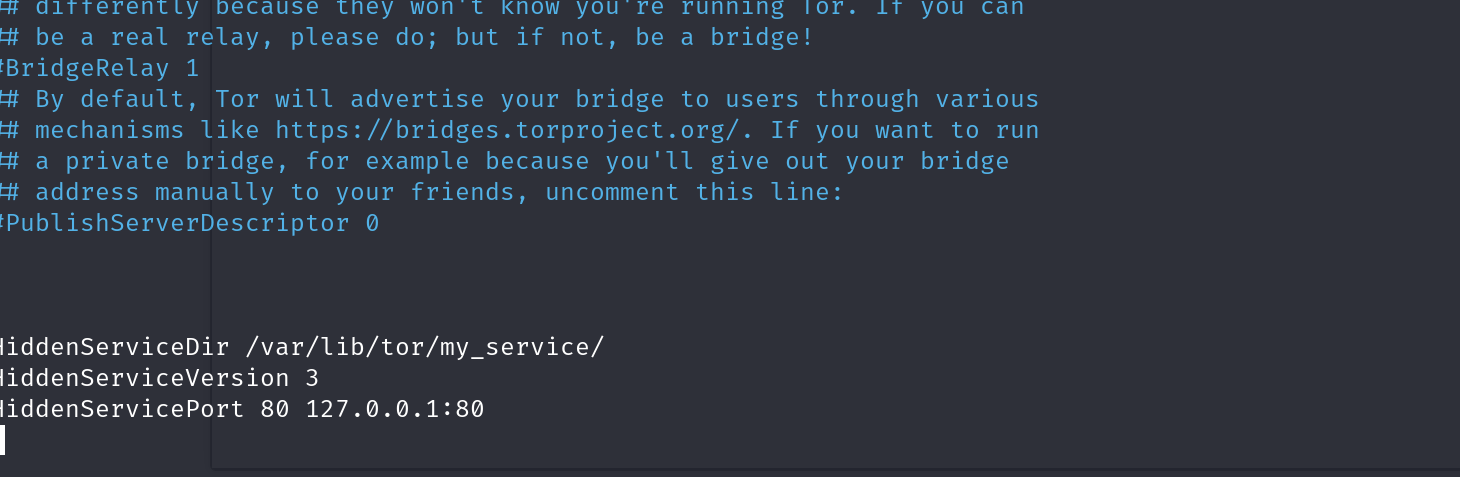 ## differently because they won't know you're running Tor. If you can
## be a real relay, please do; but if not, be a bridge!
#BridgeRelay 1
## By default, Tor will advertise your bridge to users through various
## mechanisms like https://bridges.torproject.org/. If you want to run
## a private bridge, for example because you'll give out your bridge
## address manually to your friends, uncomment this line:
#PublishServerDescriptor 0
HiddenServiceDir /var/lib/tor/my_service/
HiddenServiceVersion 3
HiddenServicePort 80 127.0.0.1:80